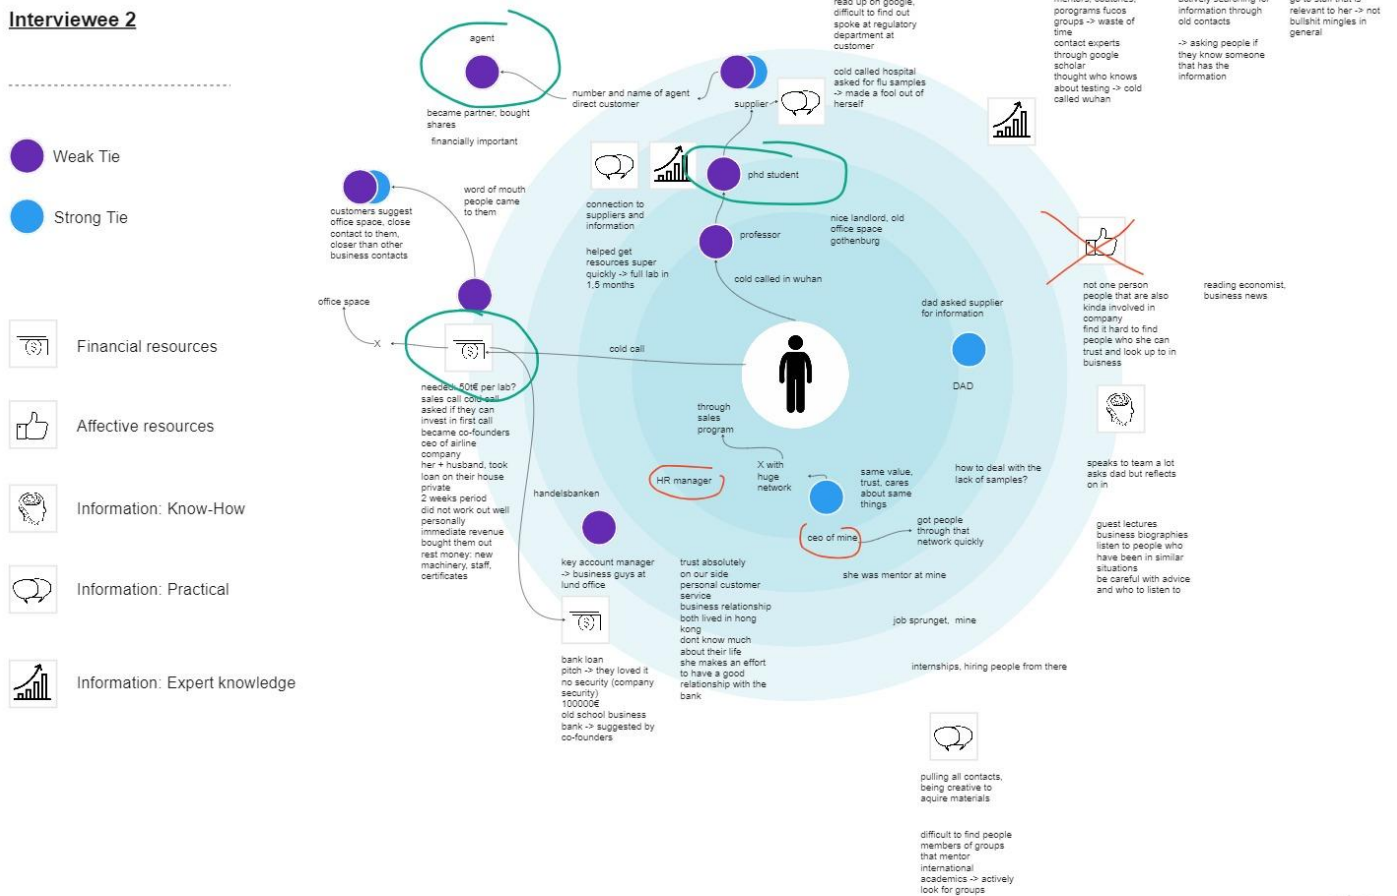 Interviewee 2
Weak Tie
Strong Tie
Financial resources
Affective resources
Information: Know-How
Information: Practical
Information: Expert knowledge
agent
became partner, bought
shares
financially important
number and name of agent
direct customer
supplier
read up on google,
difficult to find out
spoke at regulatory
department at
customer
cold called hospital
asked for flu samples
-> made a fool out of
herself
porograms fucos
groups -> waste of
time
contact experts
through google
scholar
thought who knows
about testing -> cold
called wuhan
information through
old contacts
-> asking people if
they know someone
that has the
information
relevant to her -> not
bullshit mingles in
general
customers suggest
office space, close
contact to them,
closer than other
business contacts
word of mouth
people came
to them
connection to
suppliers and
information
helped get
resources super
quickly -> full lab in
1,5 months
phd student
professor
nice landlord, old
office space
gothenburg
cold called in wuhan
office space
X
cold call
dad asked supplier
for information
DAD
not one person
people that are also
kinda involved in
company
find it hard to find
people who she can
trust and look up to in
buisness
reading economist,
business news
needed: 50t€ per lab?
sales call cold call
asked if they can
invest in first call
became co-founders
ceo of airline
company
her + husband, took
loan on their house
private
2 weeks period
did not work out well
personally
immediate revenue
bought them out
rest money: new
machinery, staff,
certificates
through
sales
program
X with
huge
network
HR manager
same value,
trust, cares
about same
things
ceo of mine
got people
through that
network quickly
how to deal with the
lack of samples?
speaks to team a lot
asks dad but reflects
on in
guest lectures
business biographies
listen to people who
have been in similar
situations
be careful with advice
and who to listen to
handelsbanken
key account manager
-> business guys at
lund office
trust absolutely
on our side
personal customer
service
business relationship
both lived in hong
kong
dont know much
about their life
she makes an effort
to have a good
relationship with the
bank
she was mentor at mine
job sprunget, mine
internships, hiring people from there
bank loan
pitch -> they loved it
no security (company
security)
100000€
old school business
bank -> suggested by
co-founders
pulling all contacts,
being creative to
aquire materials
difficult to find people
members of groups
that mentor
international
academics -> actively
look for groups